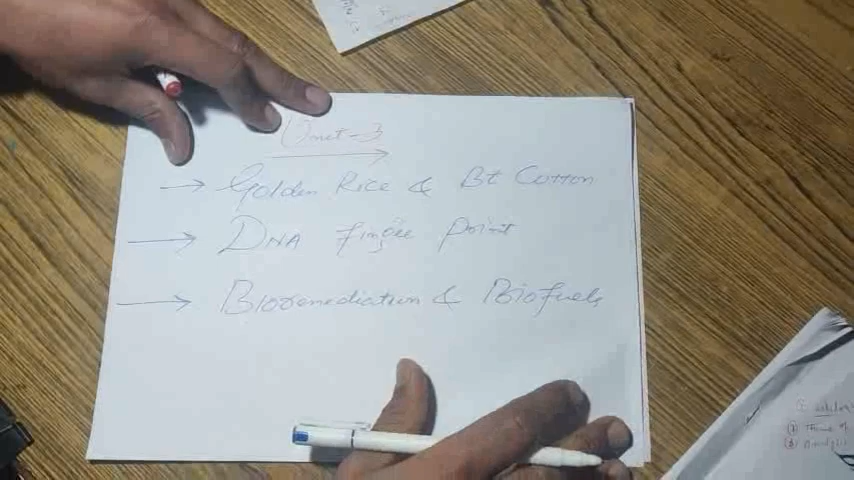 Unit-3
→ Golden Rice & Bt Cotton
→ DNA Finger Point
→ Bioremediation & Biofuels